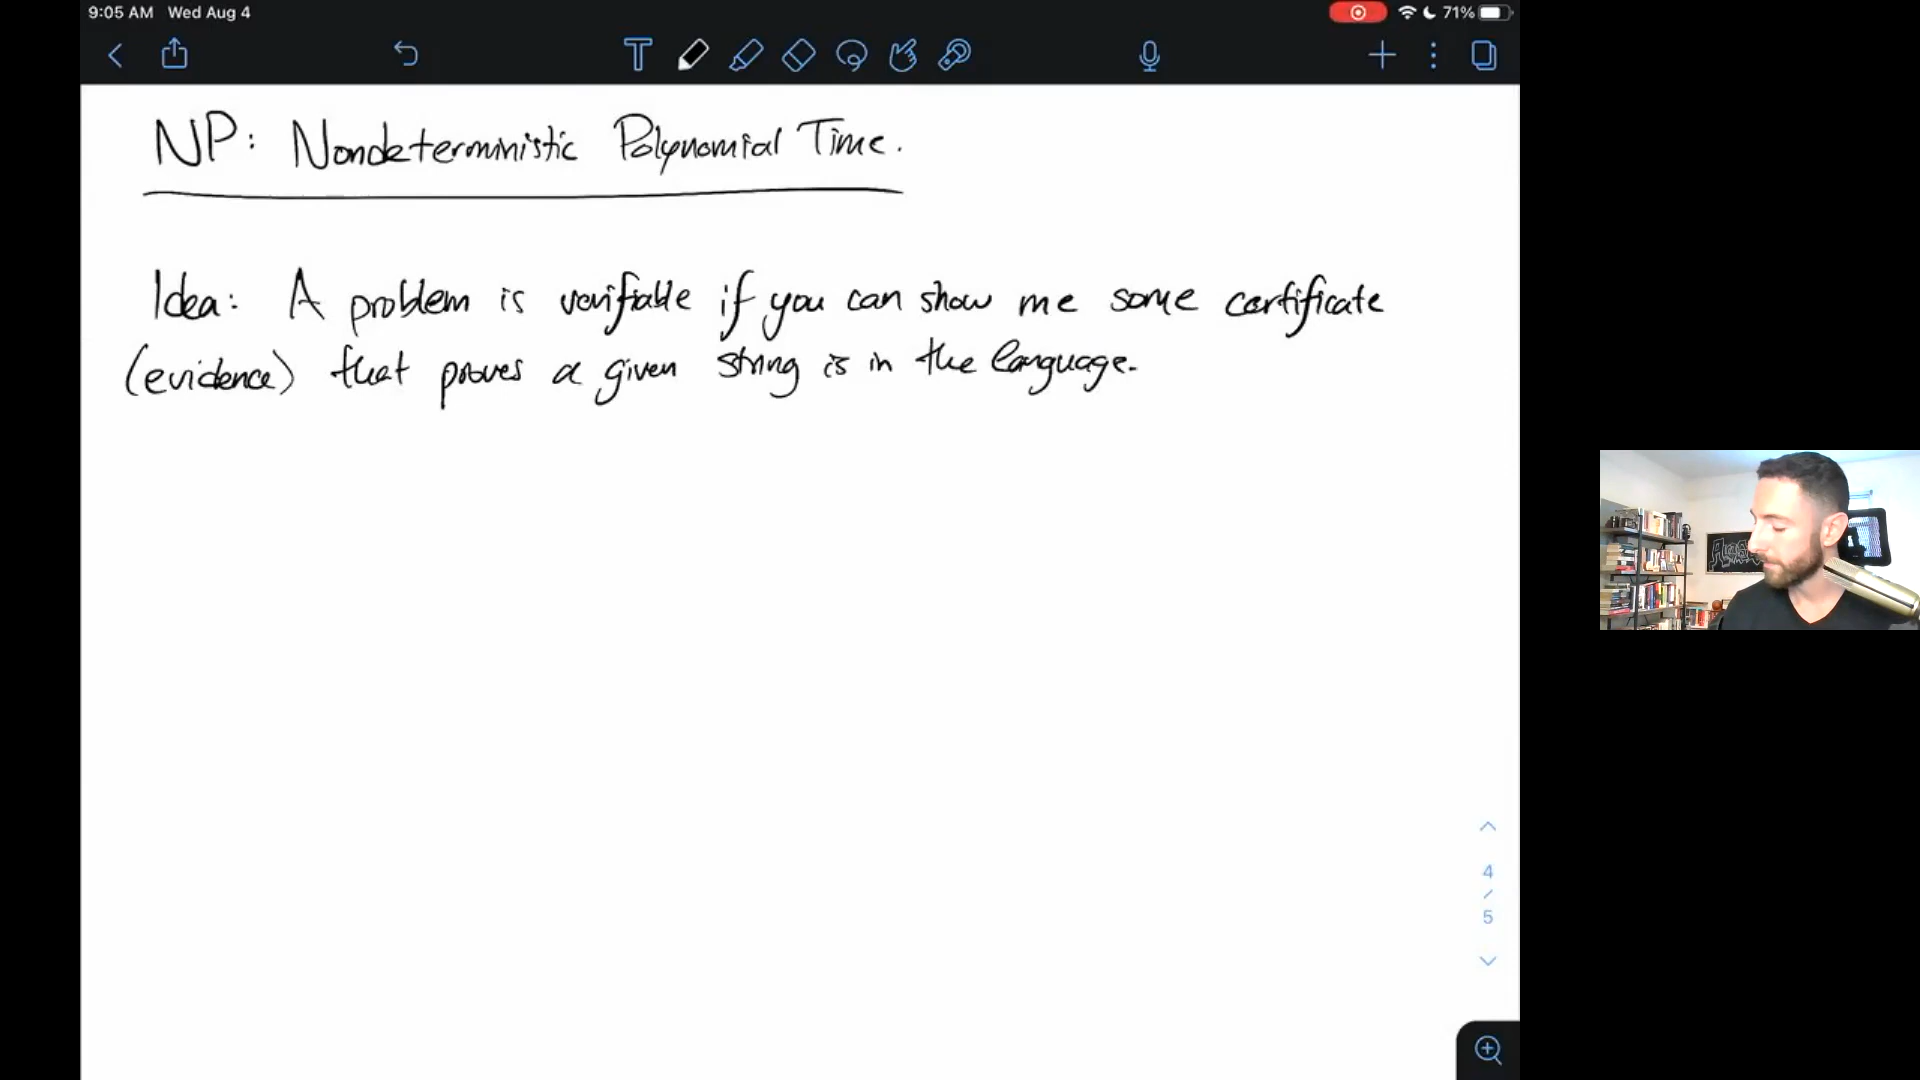 9:05 AM Wed Aug 4
71%
NP: Nondeterministic Polynomial Time.
Idea: A problem is verifiable if you can show me some certificate
(evidence) that proves a given string is in the language.
4
/
5